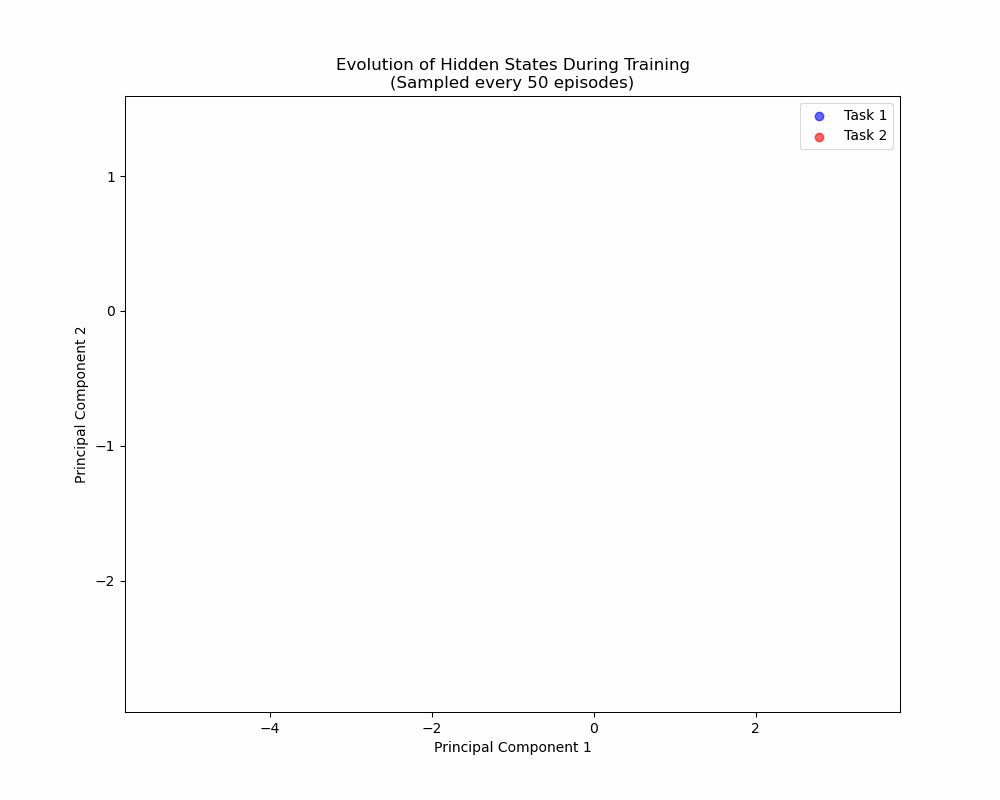 Evolution of Hidden States During Training
(Sampled every 50 episodes)
Task 1
Task 2
1
0
−1
−2
Principal Component 2
−4
−2
0
2
Principal Component 1